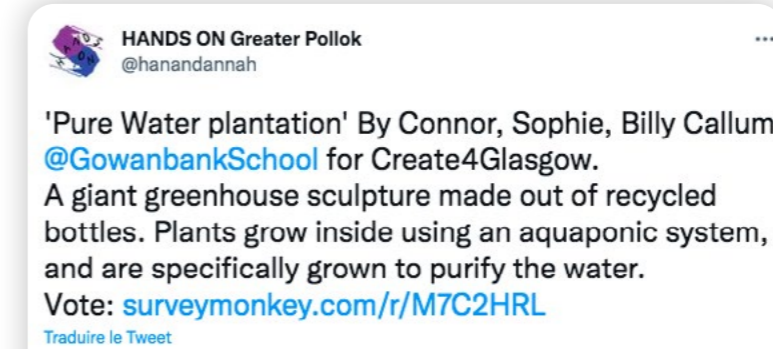 HANDS ON Greater Pollok
@hanandannah
'Pure Water plantation' By Connor, Sophie, Billy Callum
@GowanbankSchool for Create4Glasgow.
A giant greenhouse sculpture made out of recycled
bottles. Plants grow inside using an aquaponic system,
and are specifically grown to purify the water.
Vote: surveymonkey.com/r/M7C2HRL
Traduire le Tweet